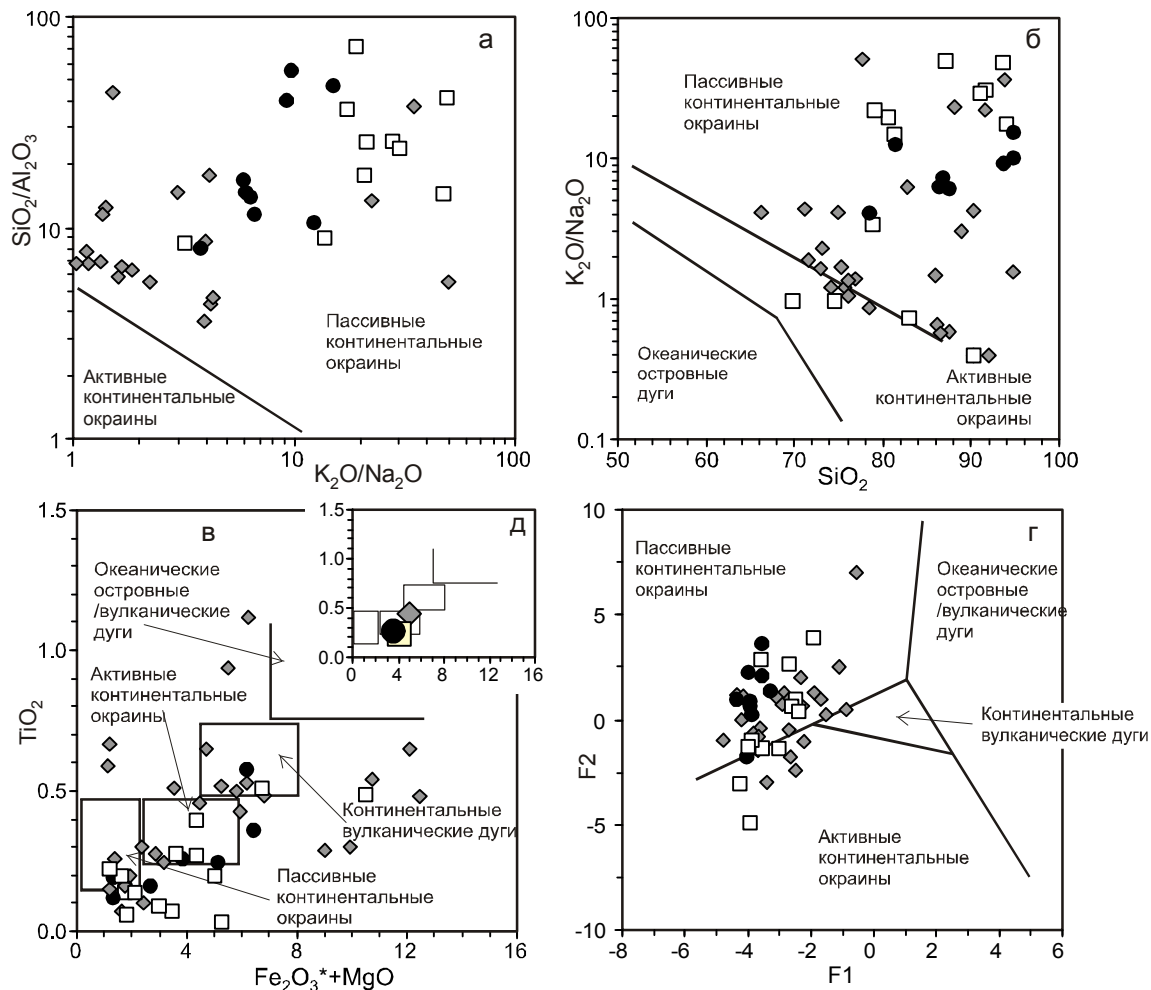 а
100
10
1
SiO2/Al2O3
Пассивные
континентальные
окраины
Активные
континентальные
окраины
1
10
100
K2O/Na2O
б
100
10
1
0.1
K2O/Na2O
Пассивные
континентальные
окраины
Океанические
островные
дуги
Активные
континентальные
окраины
50
60
70
80
90
100
SiO2
в
1.5
1.0
0.5
0.0
TiO2
Океанические
островные
/вулканические
дуги
Активные
континентальные
окраины
Континентальные
вулканические дуги
Пассивные
континентальные
окраины
0
4
8
12
16
Fe2O3*+MgO
д
1.5
1.0
0.5
0.0
0
4
8
12
16
г
10
5
0
-5
-10
F2
Пассивные
континентальные
окраины
Океанические
островные
/вулканические
дуги
Континентальные
вулканические дуги
Активные
континентальные
окраины
-8
-6
-4
-2
0
2
4
6
F1